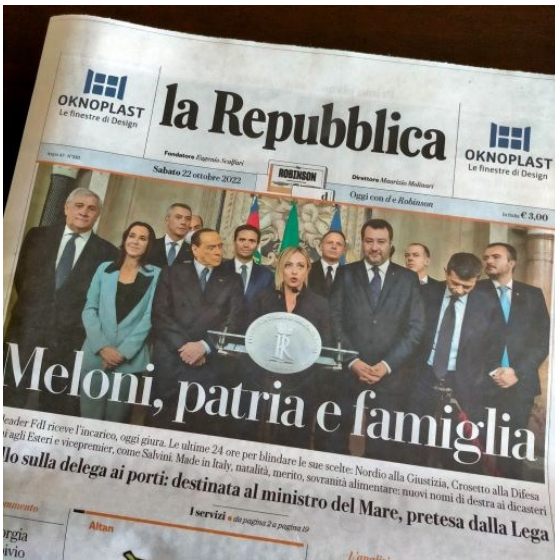 OKNOPLAST
Le finestre di Design
la Repubblica
OKNOPLAST
Le finestre di Design
Fondatore Eugenio Scalfari
Direttore Maurizio Molinari
Sabato 22 ottobre 2022
ROBINSON
d
Oggi con d e Robinson
in Italia € 3,00
Meloni, patria e famiglia
leader FdI riceve l'incarico, oggi giura. Le ultime 24 ore per blindare le sue scelte: Nordio alla Giustizia, Crosetto alla Difesa
agli Esteri e vicepremier, come Salvini. Made in Italy, natalità, merito, sovranità alimentare: nuovi nomi di destra ai dicasteri
llo sulla delega ai porti: destinata al ministro del Mare, pretesa dalla Lega
I servizi ● da pagina 2 a pagina 19
Altan